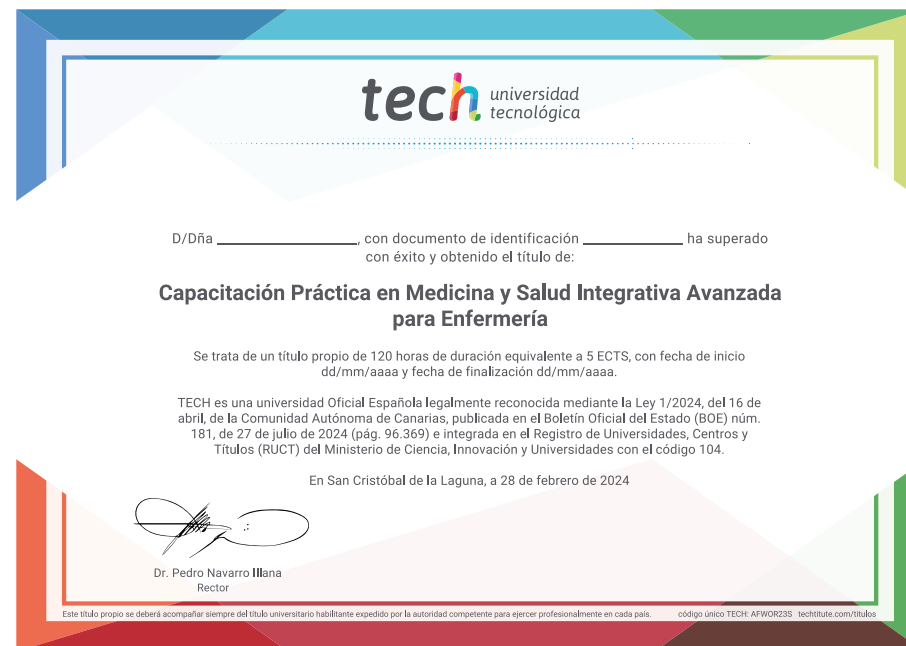 tech universidad
tecnológica
D/Dña ____________________, con documento de identificación ______________ ha superado
con éxito y obtenido el título de:
Capacitación Práctica en Medicina y Salud Integrativa Avanzada
para Enfermería
Se trata de un título propio de 120 horas de duración equivalente a 5 ECTS, con fecha de inicio
dd/mm/aaaa y fecha de finalización dd/mm/aaaa.
TECH es una universidad Oficial Española legalmente reconocida mediante la Ley 1/2024, del 16 de
abril, de la Comunidad Autónoma de Canarias, publicada en el Boletín Oficial del Estado (BOE) núm.
181, de 27 de julio de 2024 (pág. 96.369) e integrada en el Registro de Universidades, Centros y
Títulos (RUCT) del Ministerio de Ciencia, Innovación y Universidades con el código 104.
En San Cristóbal de la Laguna, a 28 de febrero de 2024
Dr. Pedro Navarro Illana
Rector
Este título propio se deberá acompañar siempre del título universitario habilitante expedido por la autoridad competente para ejercer profesionalmente en cada país. código único TECH: AFWOR23S techtitute.com/titulos